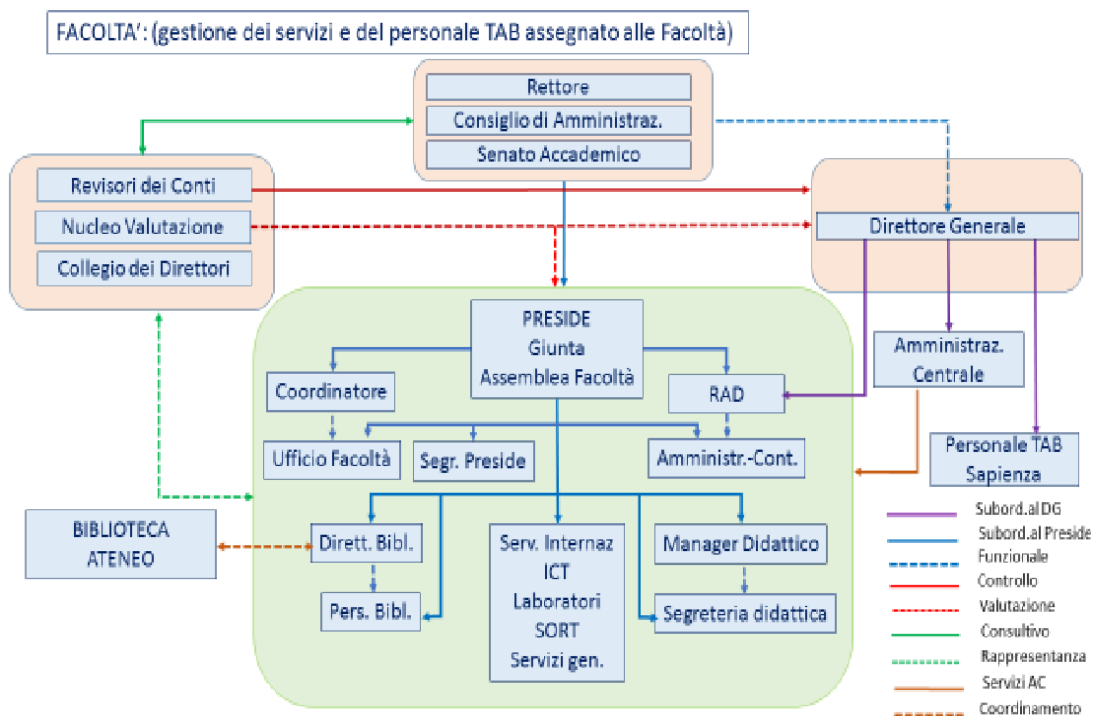 FACOLTA’: (gestione dei servizi e del personale TAB assegnato alle Facoltà)
Rettore
Consiglio di Amministraz.
Senato Accademico
Revisori dei Conti
Nucleo Valutazione
Collegio dei Direttori
Direttore Generale
PRESIDE
Giunta
Assemblea Facoltà
Coordinatore
RAD
Amministraz.
Centrale
Ufficio Facoltà
Segr. Preside
Amministr.-Cont.
Personale TAB
Sapienza
BIBLIOTECA
ATENEO
Dirett. Bibl.
Pers. Bibl.
Serv. Internaz
ICT
Laboratori
SORT
Servizi gen.
Manager Didattico
Segreteria didattica
Subord.al DG
Subord.al Preside
Funzionale
Controllo
Valutazione
Consultivo
Rappresentanza
Servizi AC
Coordinamento